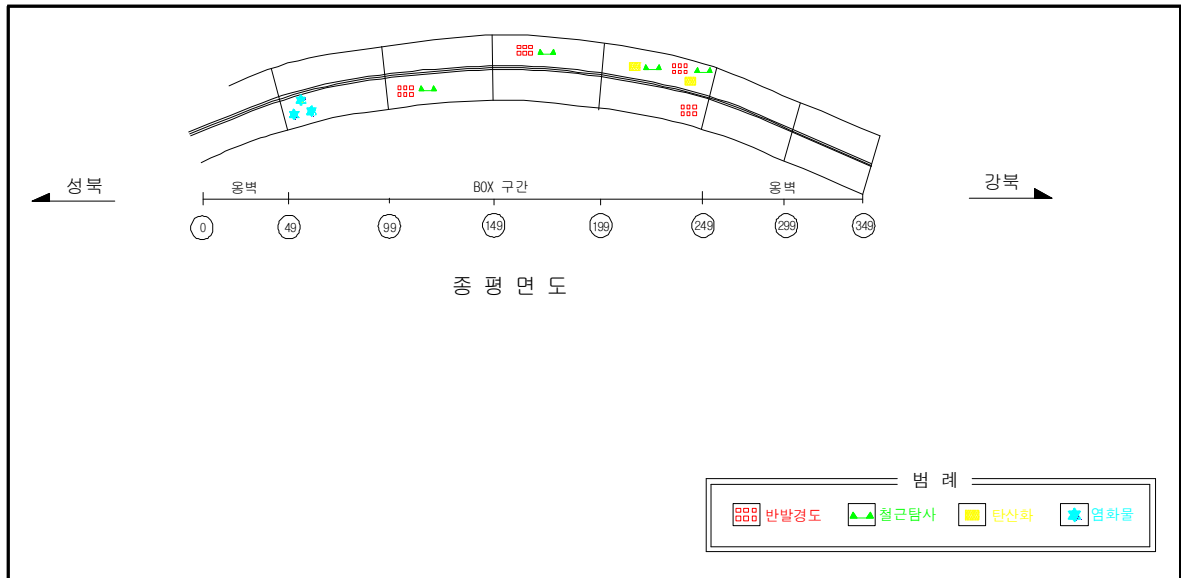 성북
옹벽
BOX 구간
옹벽
강북
0
49
99
149
199
249
299
349
종 평 면 도
범 례
반발경도
철근탐사
탄산화
염화물